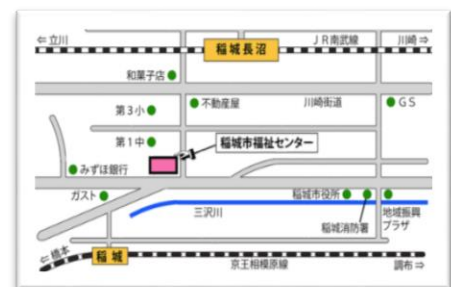 ⇐立川
稲城長沼
JR南武線
川崎⇒
和菓子店
第3小
不動産屋
川崎街道
GS
第1中
稲城市福祉センター
みずほ銀行
ガスト
稲城市役所
三沢川
稲城消防署
地域振興
プラザ
⇐橋本
稲城
京王相模原線
調布⇒